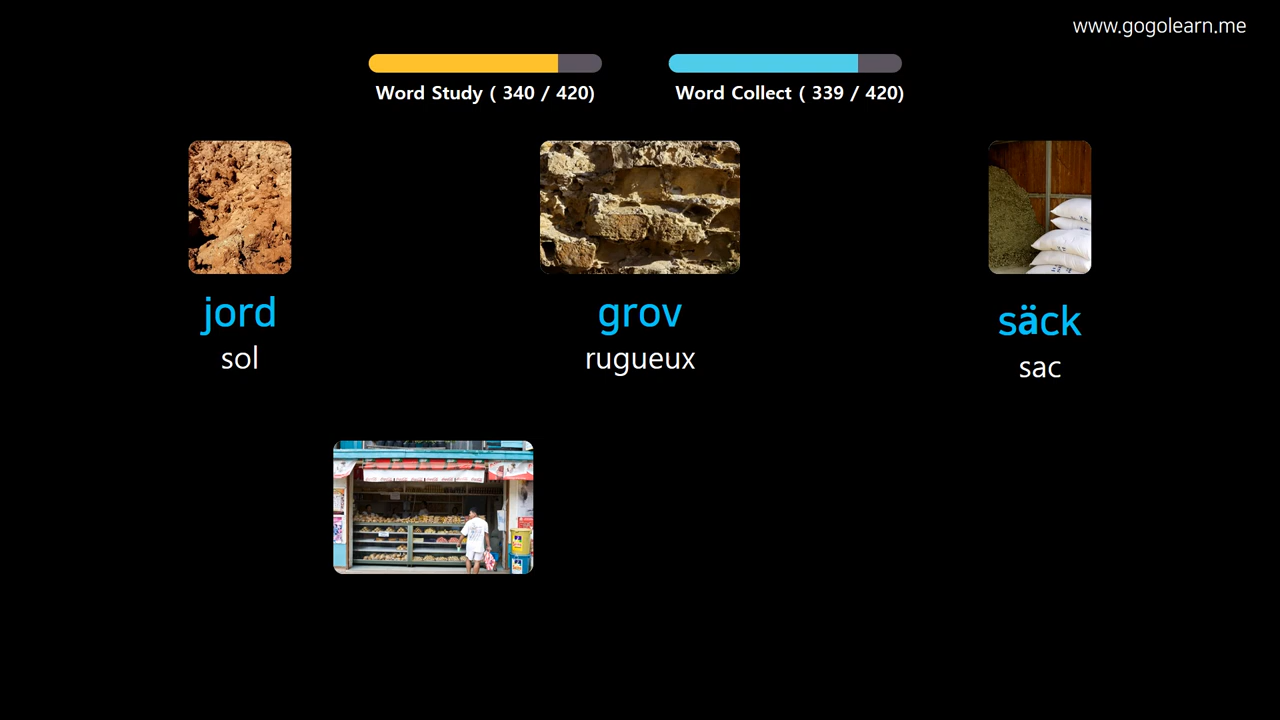 www.gogolearn.me
Word Study ( 340 / 420)
Word Collect ( 339 / 420)
jord
grov
säck
sol
rugueux
sac